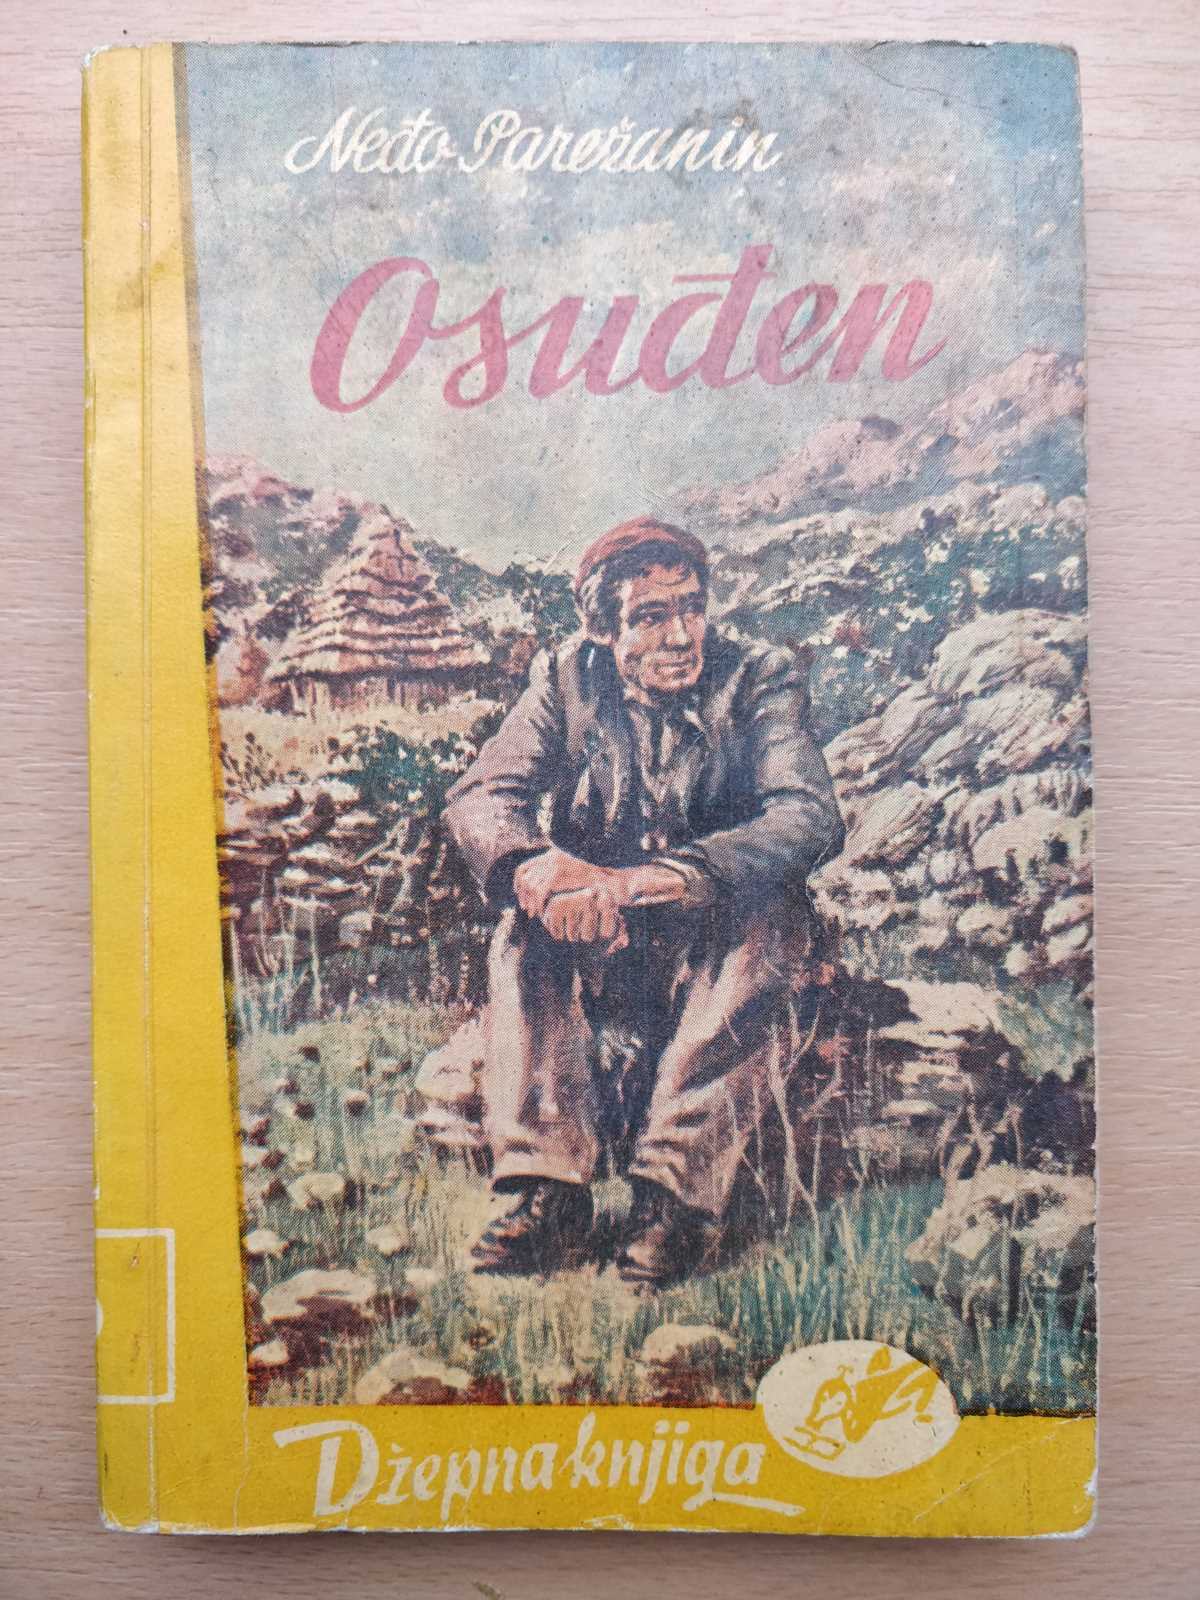 Neđo Parežanin
Osuđen
Džepna knjiga